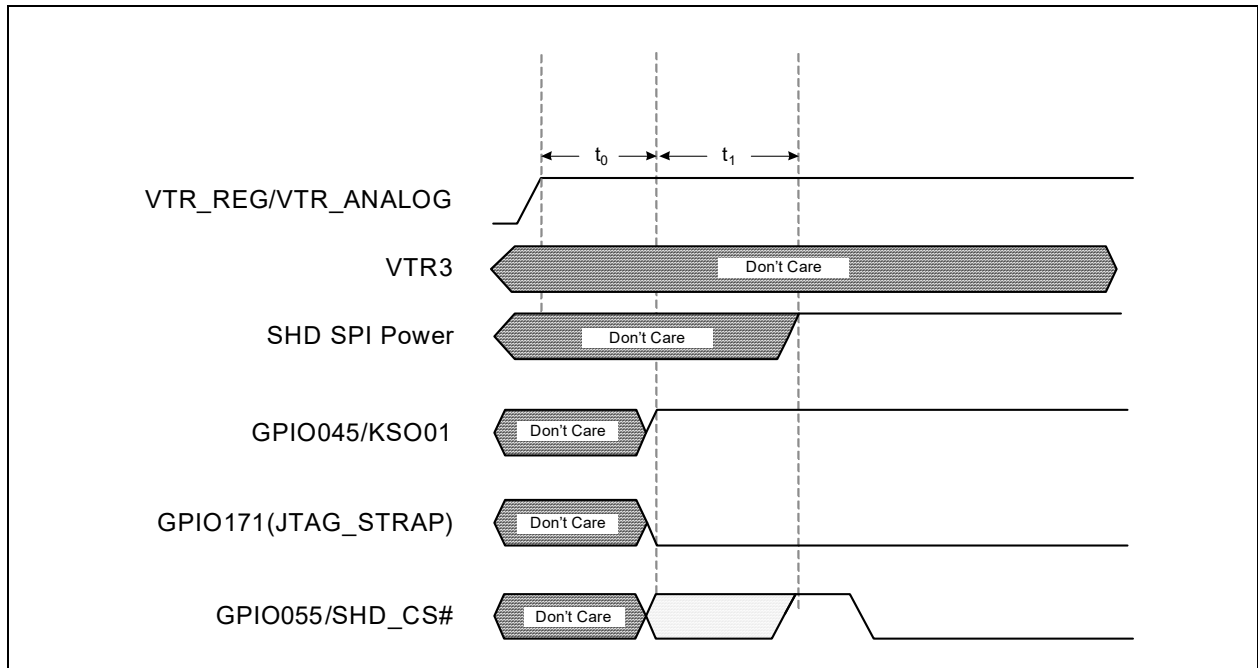 t0
t1
VTR_REG/VTR_ANALOG
VTR3
Don't Care
SHD SPI Power
Don't Care
GPIO045/KSO01
Don't Care
GPIO171(JTAG_STRAP)
Don't Care
GPIO055/SHD_CS#
Don't Care